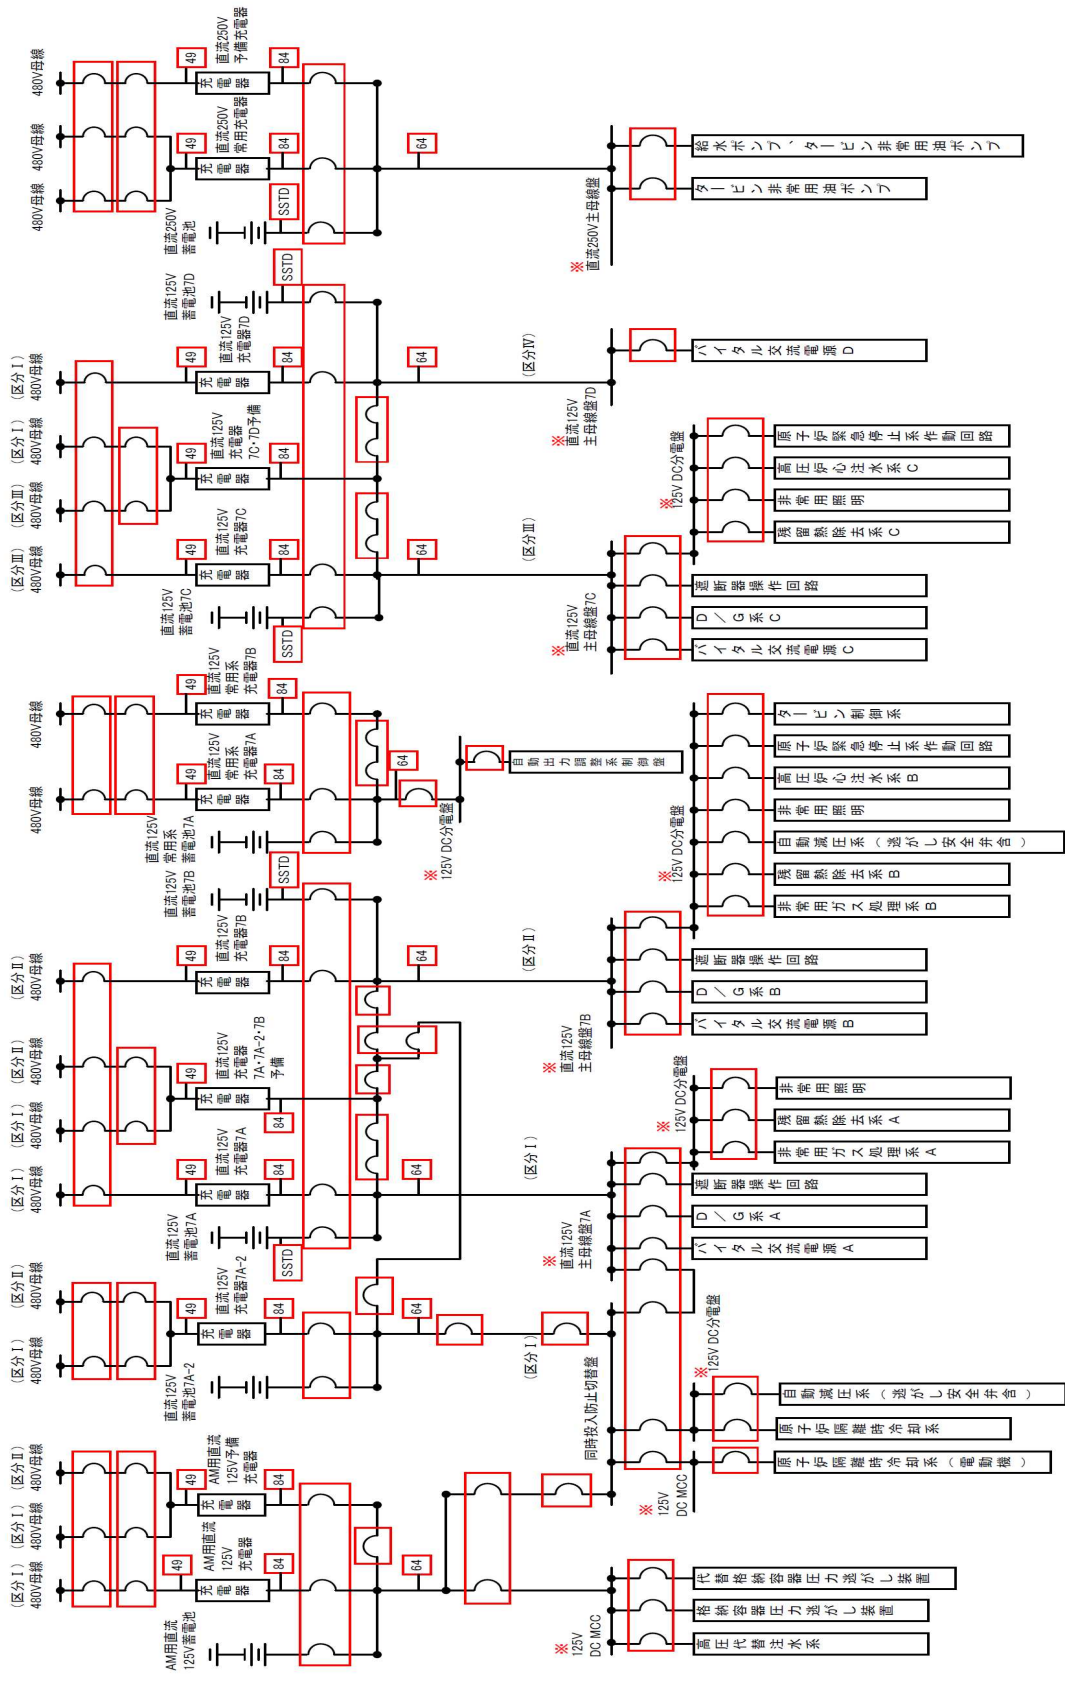 (区分Ⅰ)
480V母線
(区分Ⅰ)
480V母線
(区分Ⅱ)
480V母線
(区分Ⅰ)
480V母線
(区分Ⅱ)
480V母線
(区分Ⅰ)
480V母線
(区分Ⅰ)
480V母線
(区分Ⅱ)
480V母線
(区分Ⅱ)
480V母線
480V母線
480V母線
(区分Ⅲ)
480V母線
(区分Ⅲ)
480V母線
(区分Ⅰ)
480V母線
(区分Ⅰ)
480V母線
480V母線
480V母線
480V母線
AM用直流
125V蓄電池
49
充電器
84
AM用直流
125V
充電器
49
充電器
84
AM用直流
125V予備
充電器
直流125V
蓄電池7A-2
49
充電器
84
直流125V
充電器7A-2
直流125V
蓄電池7A
SSTD
49
充電器
84
直流125V
充電器7A
49
充電器
84
直流125V
充電器
7A・7A-2・7B
予備
49
充電器
84
直流125V
充電器7B
直流125V
蓄電池7B
SSTD
直流125V
常用系
蓄電池7A
49
充電器
84
直流125V
常用系
充電器7A
49
充電器
84
直流125V
常用系
充電器7B
直流125V
蓄電池7C
SSTD
49
充電器
84
直流125V
充電器7C
49
充電器
84
直流125V
充電器
7C・7D予備
49
充電器
84
直流125V
充電器7D
直流125V
蓄電池7D
SSTD
直流250V
蓄電池
SSTD
49
充電器
84
直流250V
常用充電器
49
充電器
84
直流250V
予備充電器
64
64
64
64
64
64
64
64
(区分Ⅰ)
(区分Ⅰ)
(区分Ⅱ)
(区分Ⅲ)
(区分Ⅳ)
※
125V
DC MCC
高圧代替注水系
格納容器圧力逃がし装置
代替格納容器圧力逃がし装置
同時投入防止切替盤
※
125V
DC MCC
原子炉隔離時冷却系(電動機)
※
125V DC分電盤
原子炉隔離時冷却系
自動減圧系(逃がし安全弁含)
※
直流125V
主母線盤7A
バイタル交流電源A
D/G系A
遮断器操作回路
※
125V DC分電盤
非常用ガス処理系A
残留熱除去系A
非常用照明
※
直流125V
主母線盤7B
バイタル交流電源B
D/G系B
遮断器操作回路
※
125V DC分電盤
非常用ガス処理系B
残留熱除去系B
自動減圧系(逃がし安全弁含)
非常用照明
高圧炉心注水系B
原子炉緊急停止系作動回路
タービン制御系
※
125V DC分電盤
自動出力調整系制御盤
※
直流125V
主母線盤7C
バイタル交流電源C
D/G系C
遮断器操作回路
※
125V DC分電盤
残留熱除去系C
非常用照明
高圧炉心注水系C
原子炉緊急停止系作動回路
※
直流125V
主母線盤7D
バイタル交流電源D
※
直流250V主母線盤
タービン非常用油ポンプ
給水ポンプ、タービン非常用油ポンプ